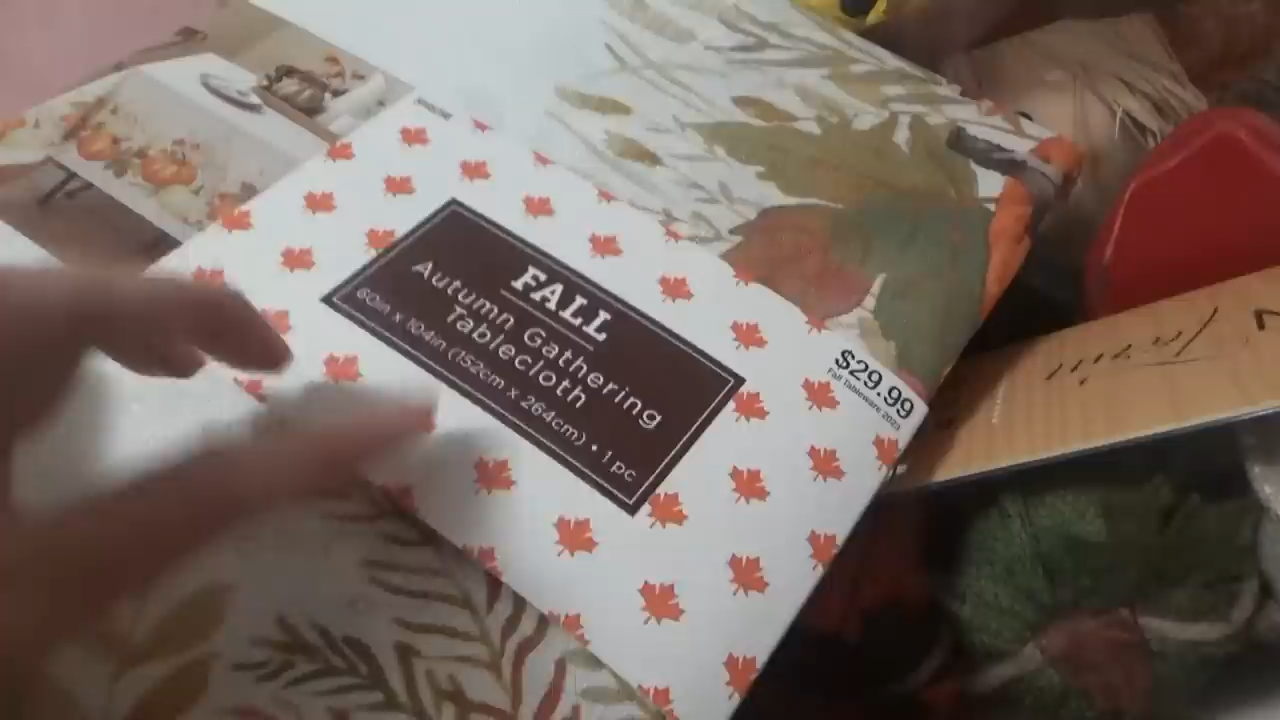 FALL
Autumn Gathering
Tablecloth
60in x 104in (152cm x 264cm) • 1 pc
$29.99
Fall Tableware 2023